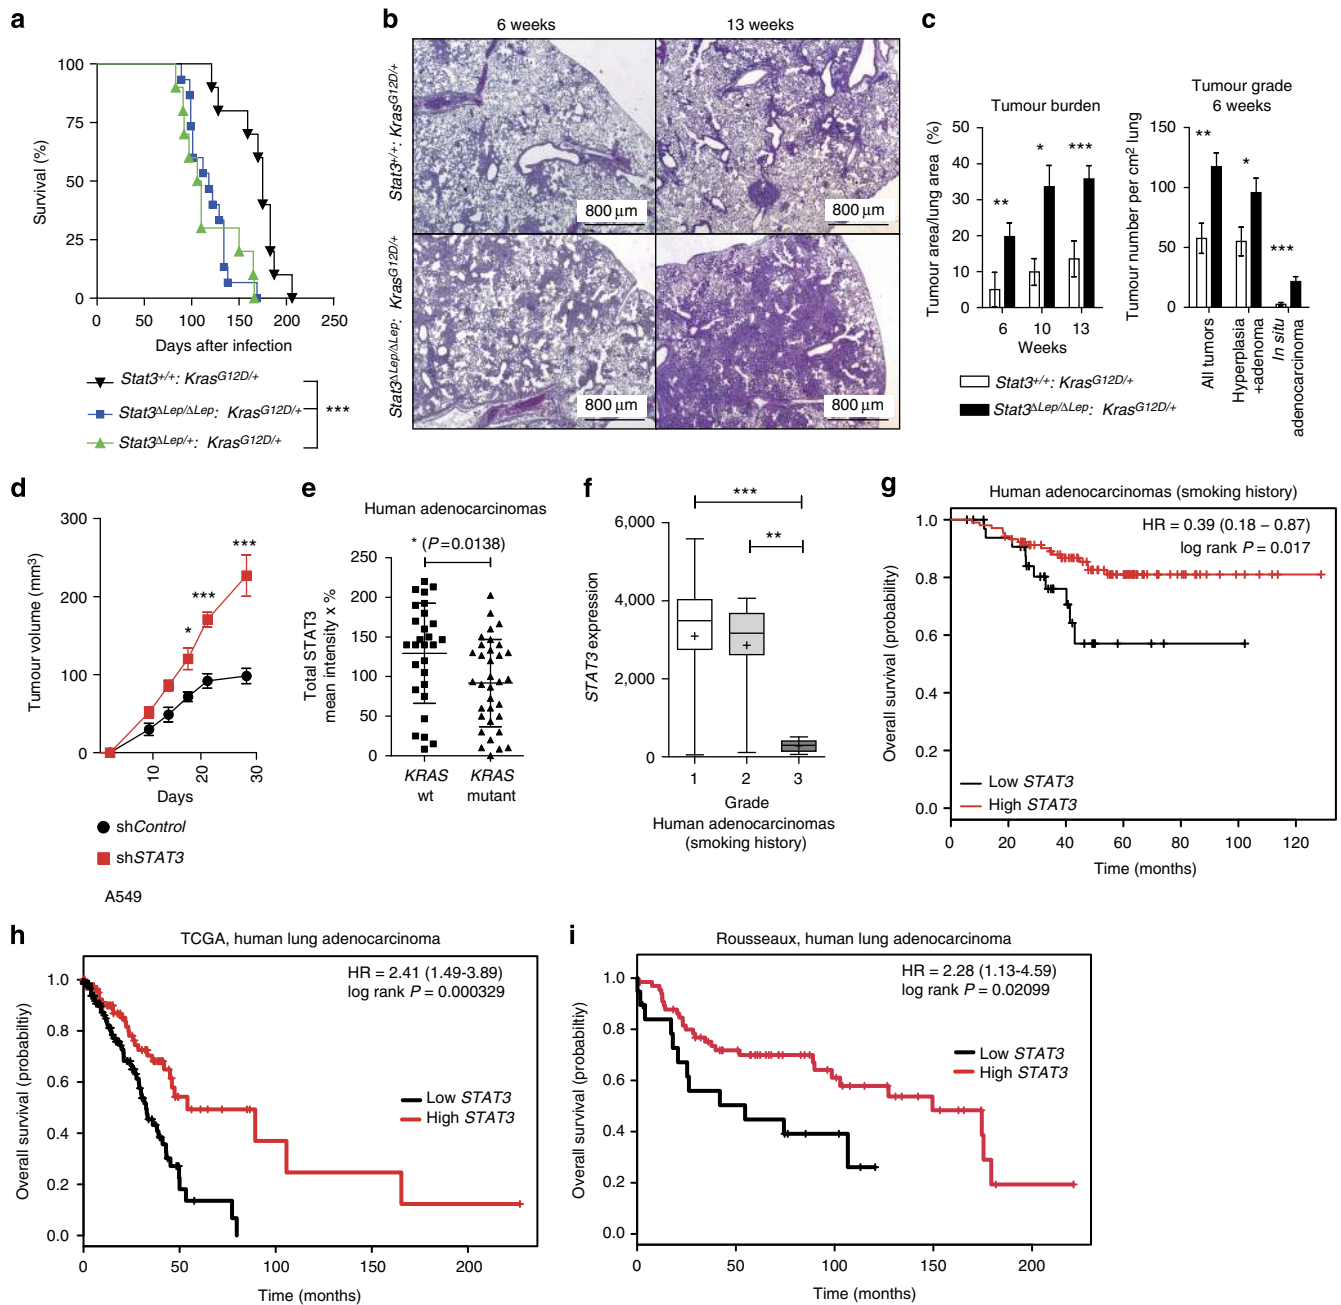 a
100
75
50
25
0
Survival (%)
0 50 100 150 200 250
Days after infection
Stat3+/+: KrasG12D/+
Stat3ΔLep/ΔLep: KrasG12D/+
Stat3ΔLep/+: KrasG12D/+
***
b
6 weeks 13 weeks
Stat3+/+: KrasG12D/+
Stat3ΔLep/ΔLep: KrasG12D/+
800 µm
800 µm
800 µm
800 µm
c
Tumour burden
50
40
30
20
10
0
Tumour area/lung area (%)
** * ***
6 10 13
Weeks
Tumour grade
6 weeks
150
100
50
0
Tumour number per cm2 lung
** * ***
All tumors
Hyperplasia
+adenoma
In situ
adenocarcinoma
Stat3+/+: KrasG12D/+
Stat3ΔLep/ΔLep: KrasG12D/+
d
300
200
100
0
Tumour volume (mm3)
* *** ***
10 20 30
Days
shControl
shSTAT3
A549
e
Human adenocarcinomas
* (P=0.0138)
250
200
150
100
50
0
Total STAT3
mean intensity x %
KRAS
wt
KRAS
mutant
f
***
**
6,000
4,000
2,000
0
STAT3 expression
1 2 3
Grade
Human adenocarcinomas
(smoking history)
g
Human adenocarcinomas (smoking history)
HR = 0.39 (0.18 – 0.87)
log rank P = 0.017
1.0
0.8
0.6
0.4
0.2
0.0
Overall survival (probability)
Low STAT3
High STAT3
0 20 40 60 80 100 120
Time (months)
h
TCGA, human lung adenocarcinoma
HR = 2.41 (1.49-3.89)
log rank P = 0.000329
1.0
0.8
0.6
0.4
0.2
0.0
Overall survival (probabiltiy)
Low STAT3
High STAT3
0 50 100 150 200
Time (months)
i
Rousseaux, human lung adenocarcinoma
HR = 2.28 (1.13-4.59)
log rank P = 0.02099
1.0
0.8
0.6
0.4
0.2
0.0
Overall survival (probabiltiy)
Low STAT3
High STAT3
0 50 100 150 200
Time (months)